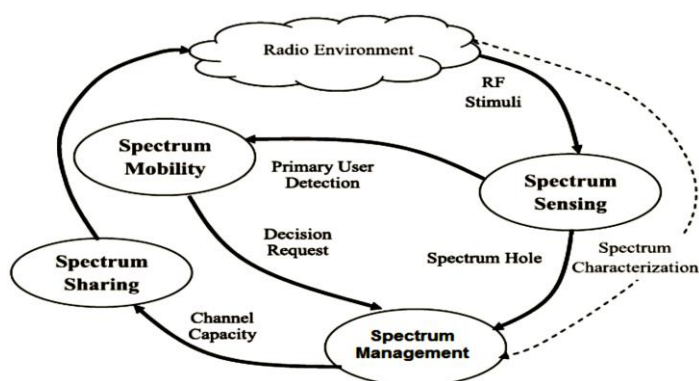 Radio Environment
RF
Stimuli
Spectrum
Mobility
Primary User
Detection
Spectrum
Sensing
Decision
Request
Spectrum Hole
Spectrum
Characterization
Spectrum
Sharing
Channel
Capacity
Spectrum
Management